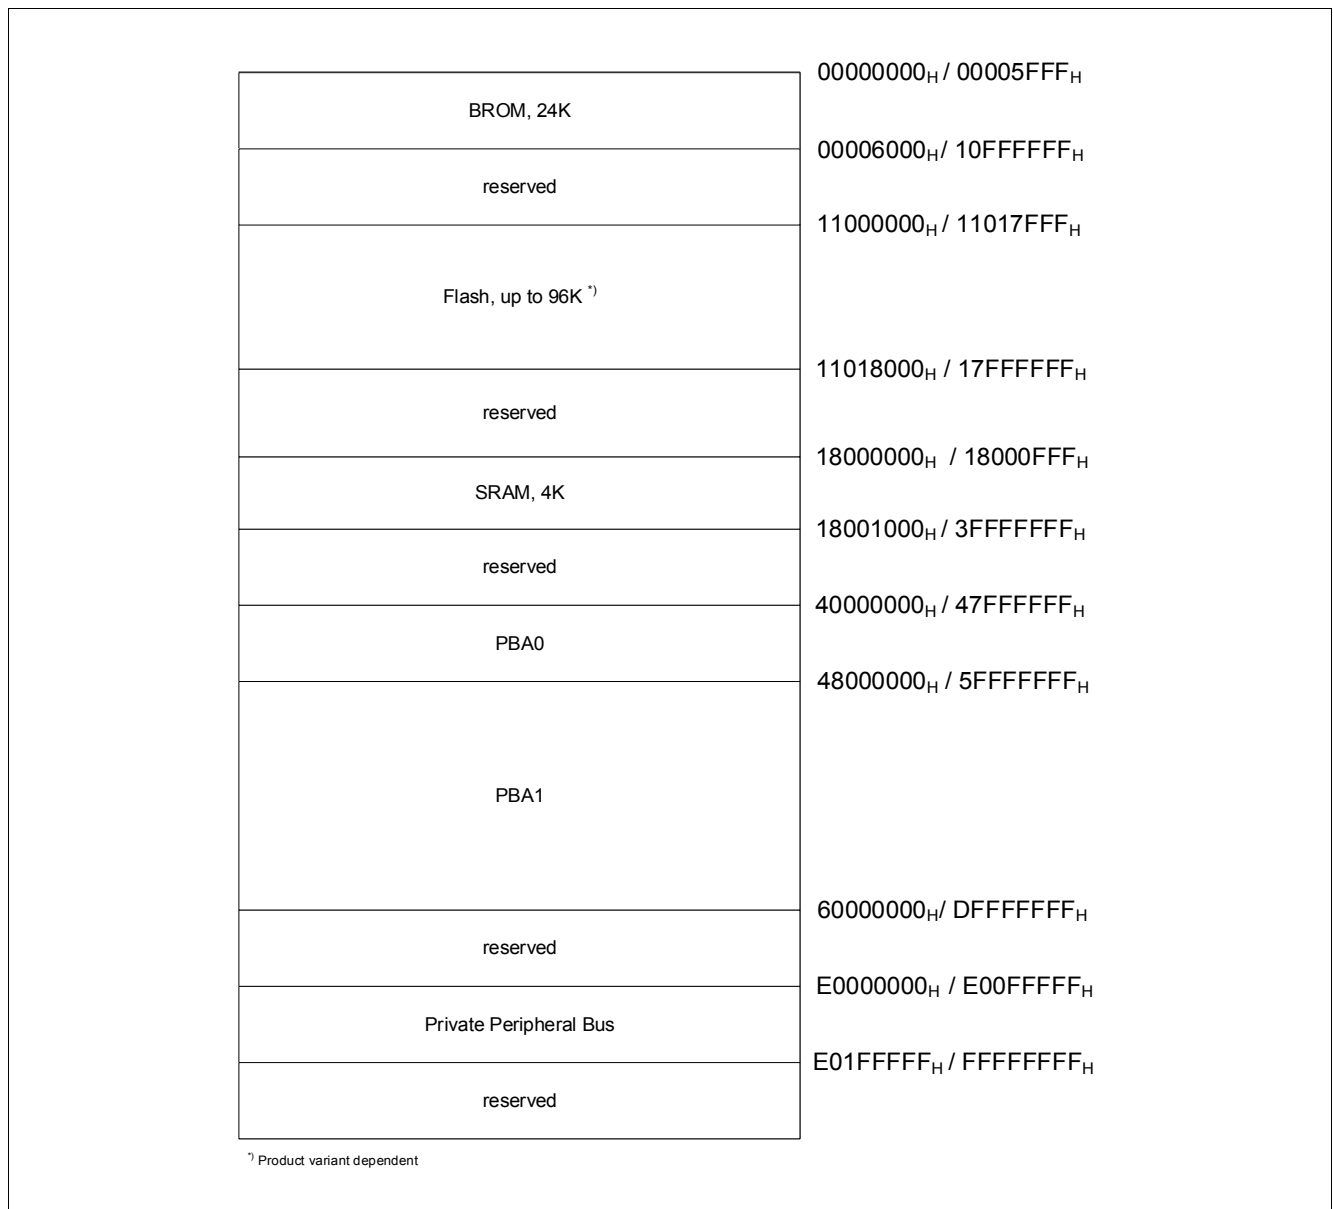 00000000H / 00005FFFH
BROM, 24K
00006000H / 10FFFFFFH
reserved
11000000H / 11017FFFH
Flash, up to 96K *)
11018000H / 17FFFFFFH
reserved
18000000H / 18000FFFH
SRAM, 4K
18001000H / 3FFFFFFFH
reserved
40000000H / 47FFFFFFH
PBA0
48000000H / 5FFFFFFFH
PBA1
60000000H/ DFFFFFFFH
reserved
E0000000H / E00FFFFFH
Private Peripheral Bus
E01FFFFFH / FFFFFFFFH
reserved
*) Product variant dependent